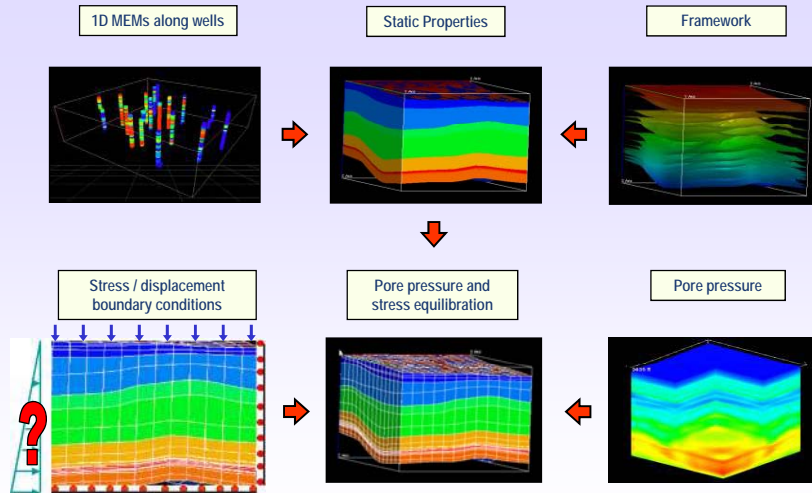 1D MEMs along wells
Static Properties
Framework
Stress / displacement
boundary conditions
Pore pressure and
stress equilibration
Pore pressure
?